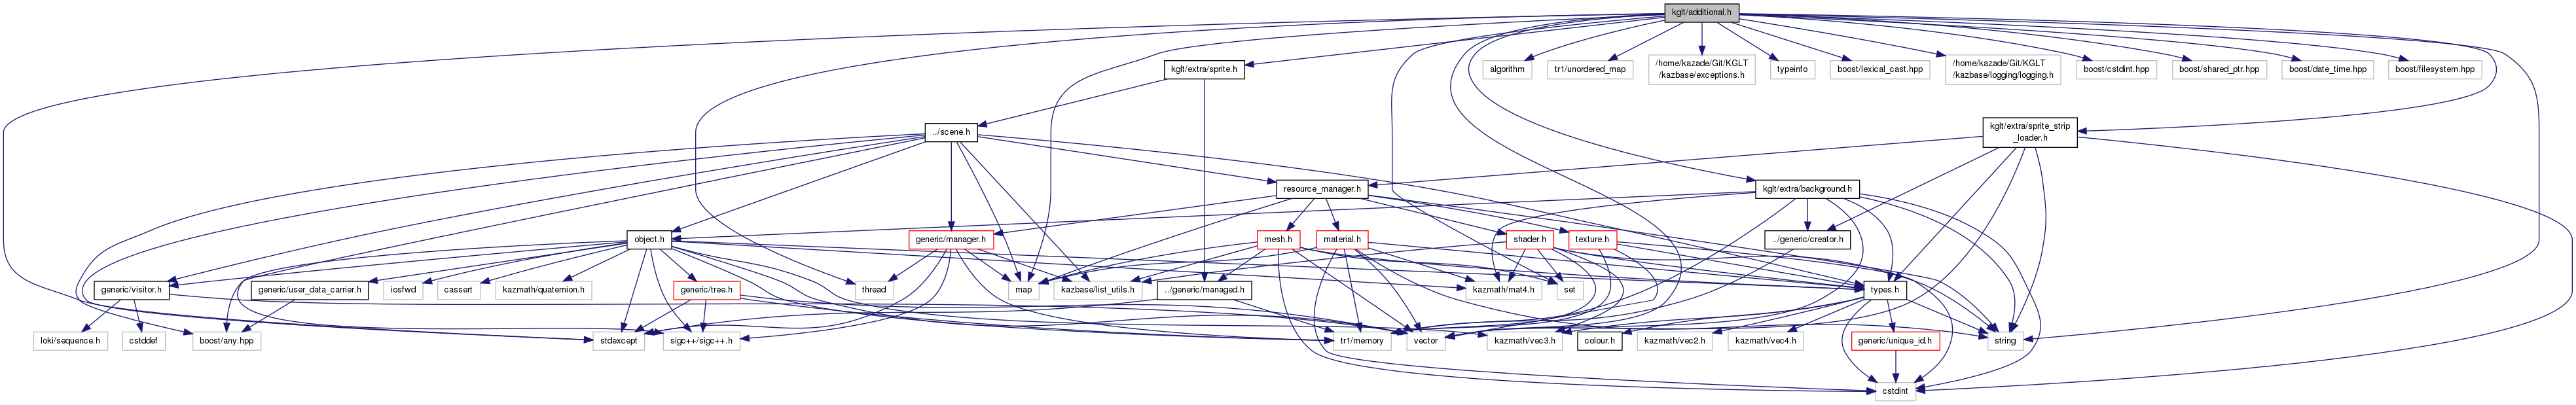 kglt/additional.h
kglt/extra/sprite.h
algorithm
tr1/unordered_map
/home/kazade/Git/KGLT
/kazbase/exceptions.h
typeinfo
boost/lexical_cast.hpp
/home/kazade/Git/KGLT
/kazbase/logging/logging.h
boost/cstdint.hpp
boost/shared_ptr.hpp
boost/date_time.hpp
boost/filesystem.hpp
../scene.h
kglt/extra/sprite_strip
_loader.h
resource_manager.h
kglt/extra/background.h
object.h
generic/manager.h
mesh.h
material.h
shader.h
texture.h
../generic/creator.h
generic/visitor.h
generic/user_data_carrier.h
iosfwd
cassert
kazmath/quaternion.h
generic/tree.h
thread
map
kazbase/list_utils.h
../generic/managed.h
kazmath/mat4.h
set
types.h
loki/sequence.h
cstddef
boost/any.hpp
stdexcept
sigc++/sigc++.h
tr1/memory
vector
kazmath/vec3.h
colour.h
kazmath/vec2.h
kazmath/vec4.h
generic/unique_id.h
string
cstdint